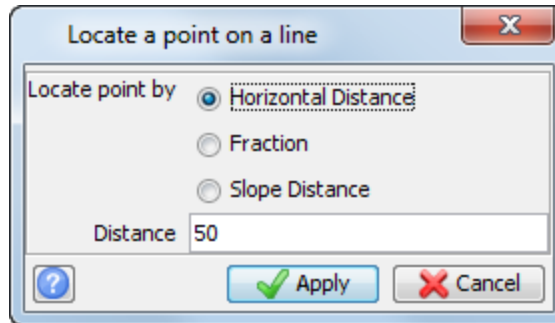 Locate a point on a line
Locate point by Horizontal Distance
Fraction
Slope Distance
Distance 50
? Apply Cancel